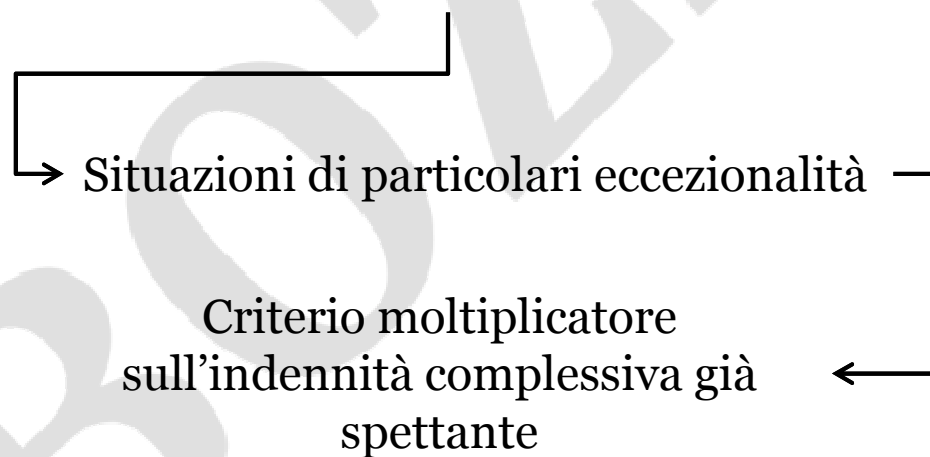 Situazioni di particolari eccezionalità
Criterio moltiplicatore
sull’indennità complessiva già
spettante